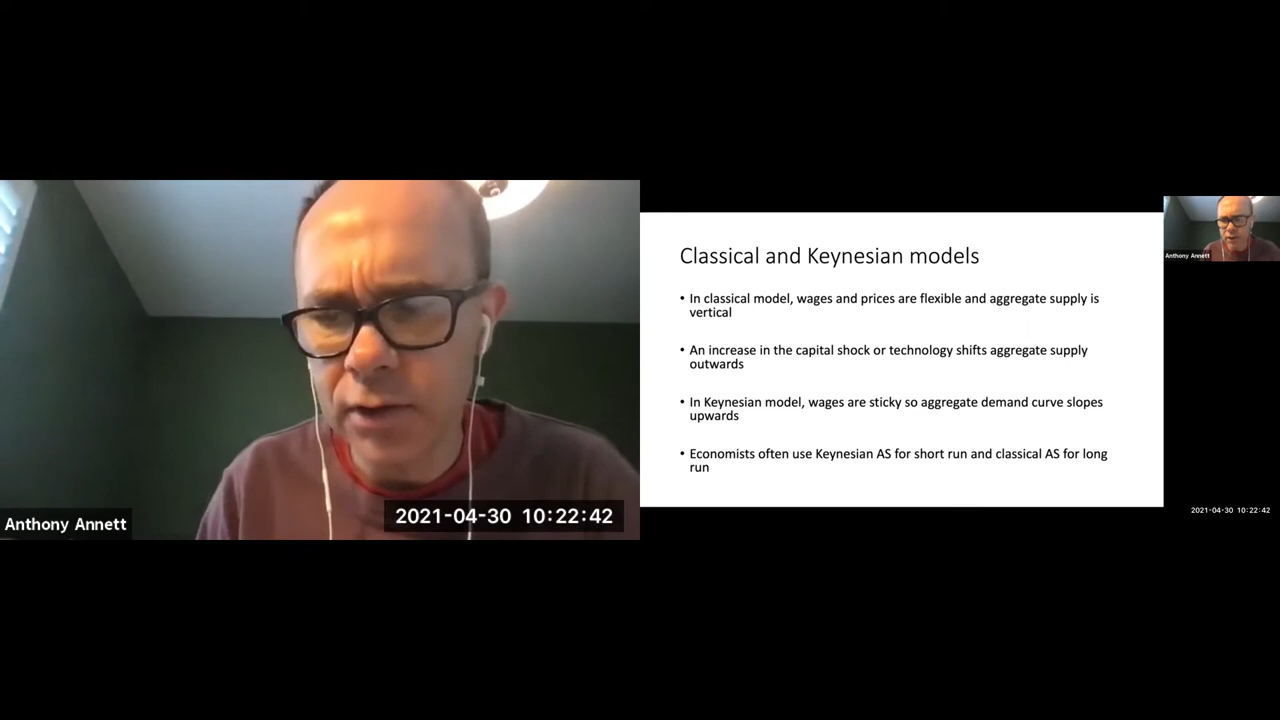 Anthony Annett
2021-04-30 10:22:42
Classical and Keynesian models
• In classical model, wages and prices are flexible and aggregate supply is
vertical
• An increase in the capital shock or technology shifts aggregate supply
outwards
• In Keynesian model, wages are sticky so aggregate demand curve slopes
upwards
• Economists often use Keynesian AS for short run and classical AS for long
run
Anthony Annett
2021-04-30 10:22:42